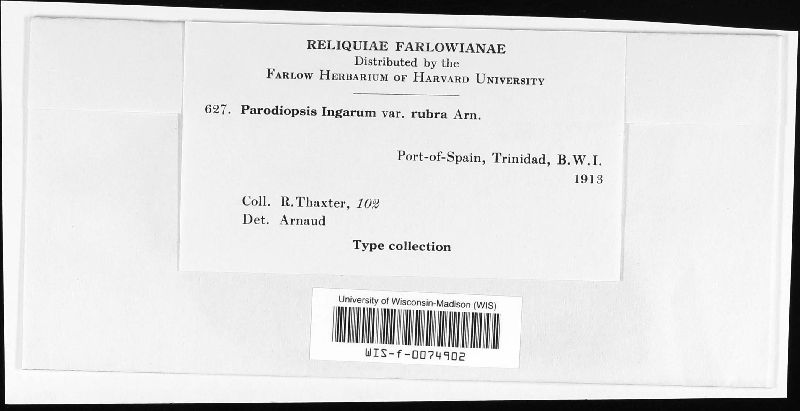 RELIQUIAE FARLOWIANAE
Distributed by the
FARLOW HERBARIUM OF HARVARD UNIVERSITY
627. Parodiopsis Ingarum var. rubra Arn.
Port-of-Spain, Trinidad, B.W.I.
1913
Coll. R. Thaxter, 102
Det. Arnaud
Type collection
University of Wisconsin-Madison (WIS)
WIS-f-0074902